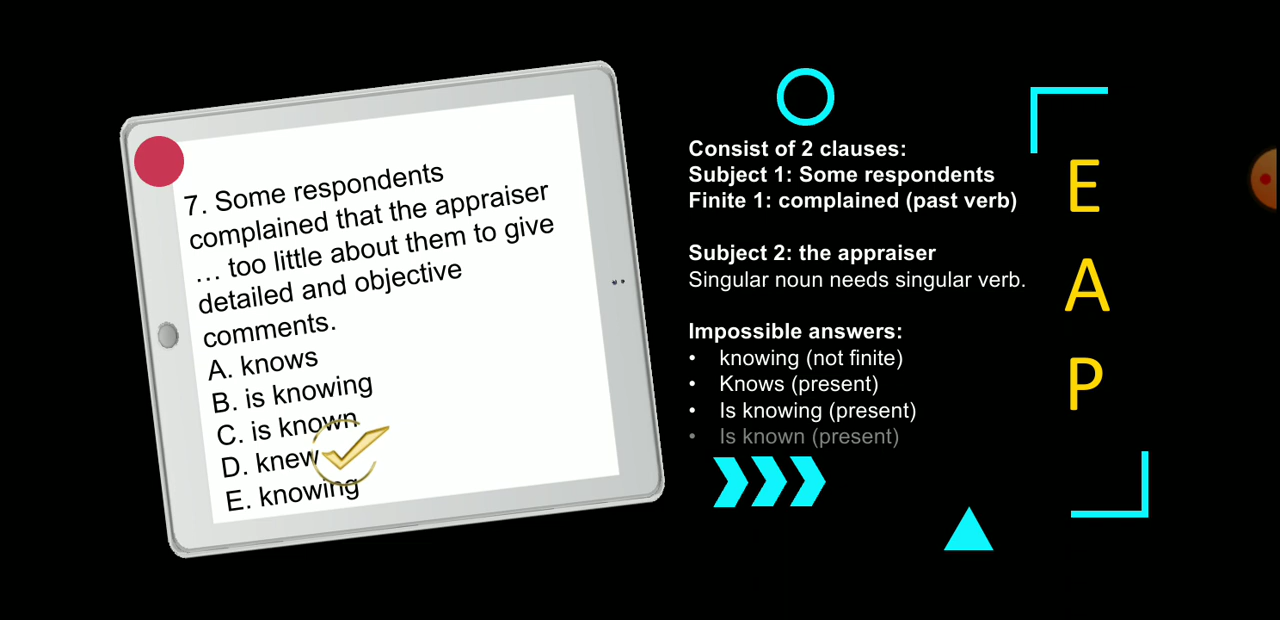 7. Some respondents
complained that the appraiser
… too little about them to give
detailed and objective
comments.
A. knows
B. is knowing
C. is known
D. knew
E. knowing
Consist of 2 clauses:
Subject 1: Some respondents
Finite 1: complained (past verb)
Subject 2: the appraiser
Singular noun needs singular verb.
Impossible answers:
• knowing (not finite)
• Knows (present)
• Is knowing (present)
• Is known (present)
E
A
P